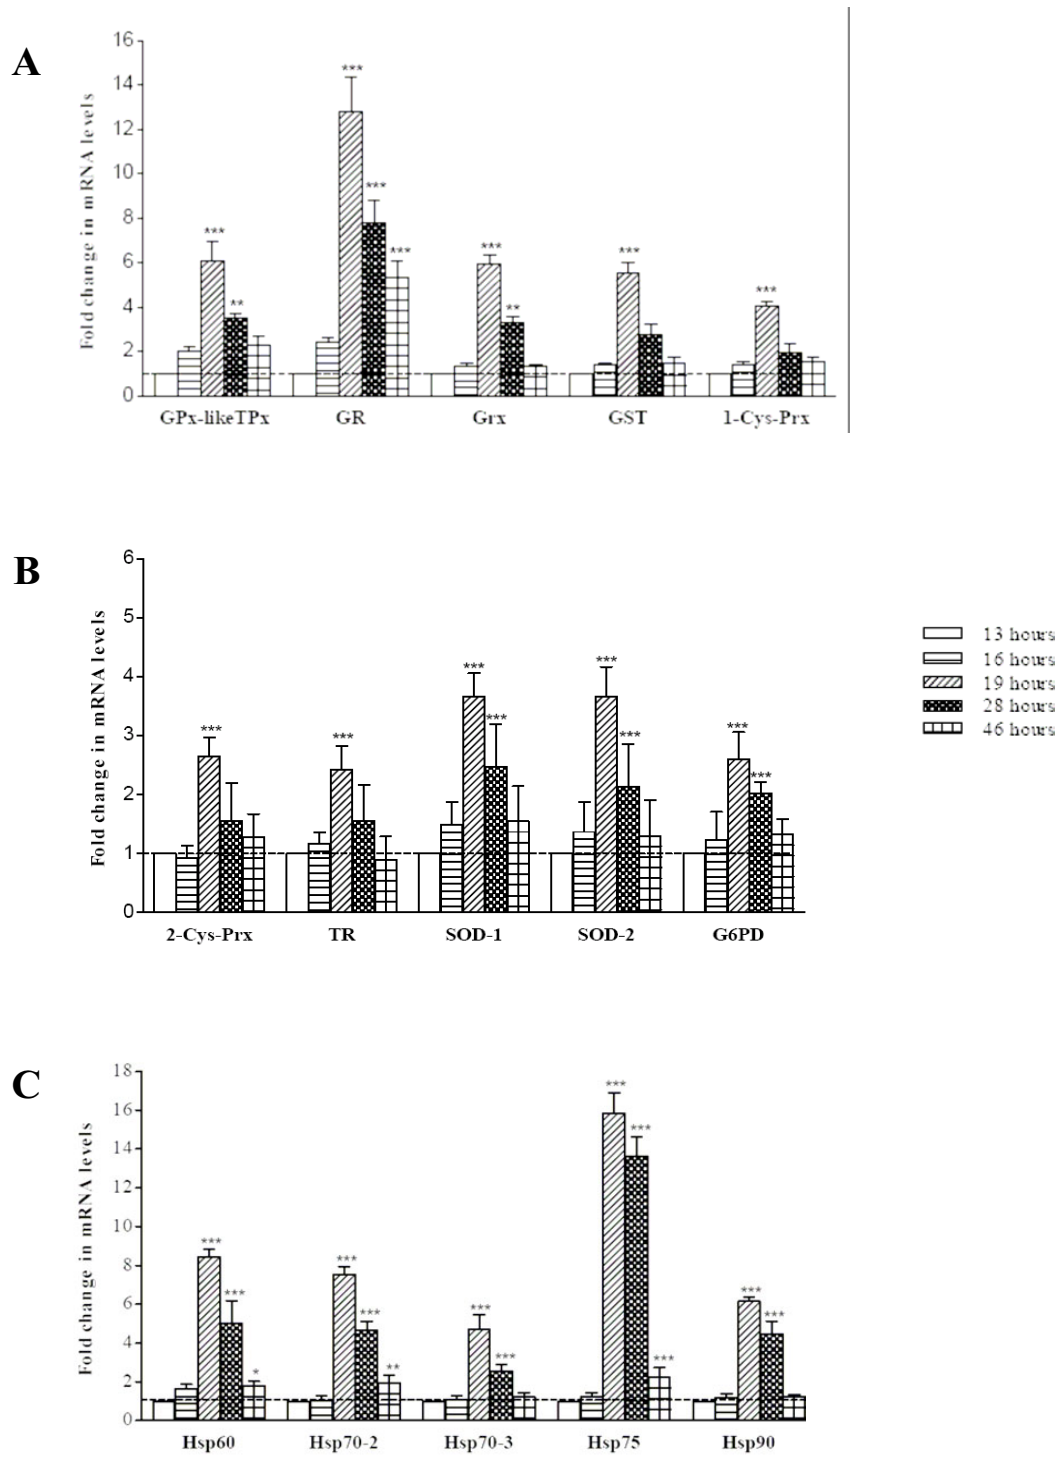 A
Fold change in mRNA levels
16
14
12
10
8
6
4
2
0
*** 
*** 
*** 
*** 
** 
*** 
** 
*** 
***
GPx-likeTPx GR Grx GST 1-Cys-Prx
B
Fold change in mRNA levels
6
5
4
3
2
1
0
*** *** *** *** *** *** *** ***
2-Cys-Prx TR SOD-1 SOD-2 G6PD
13 hours
16 hours
19 hours
28 hours
46 hours
C
Fold change in mRNA levels
18
16
14
12
10
8
6
4
2
0
*** *** * *** *** ** *** *** *** *** *** *** ***
Hsp60 Hsp70-2 Hsp70-3 Hsp75 Hsp90